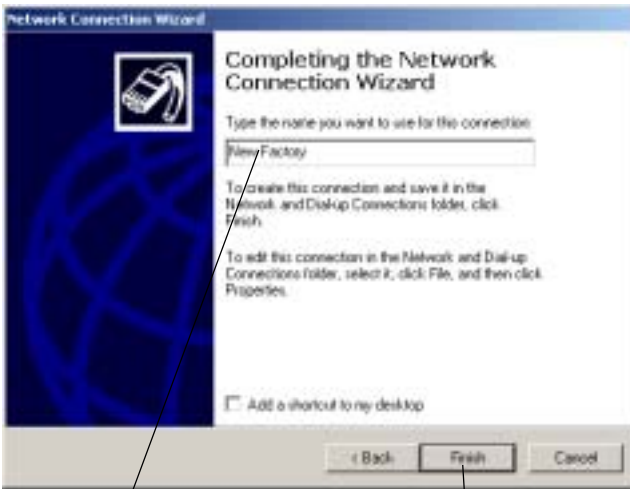 Network Connection Wizard
Completing the Network
Connection Wizard
Type the name you want to use for this connection:
New Factory
To create this connection and save it in the
Network and Dial-up Connections folder, click
Finish.
To edit this connection in the Network and Dial-up
Connections folder, select it, click File, and then click
Properties.
Add a shortcut to my desktop
< Back
Finish
Cancel